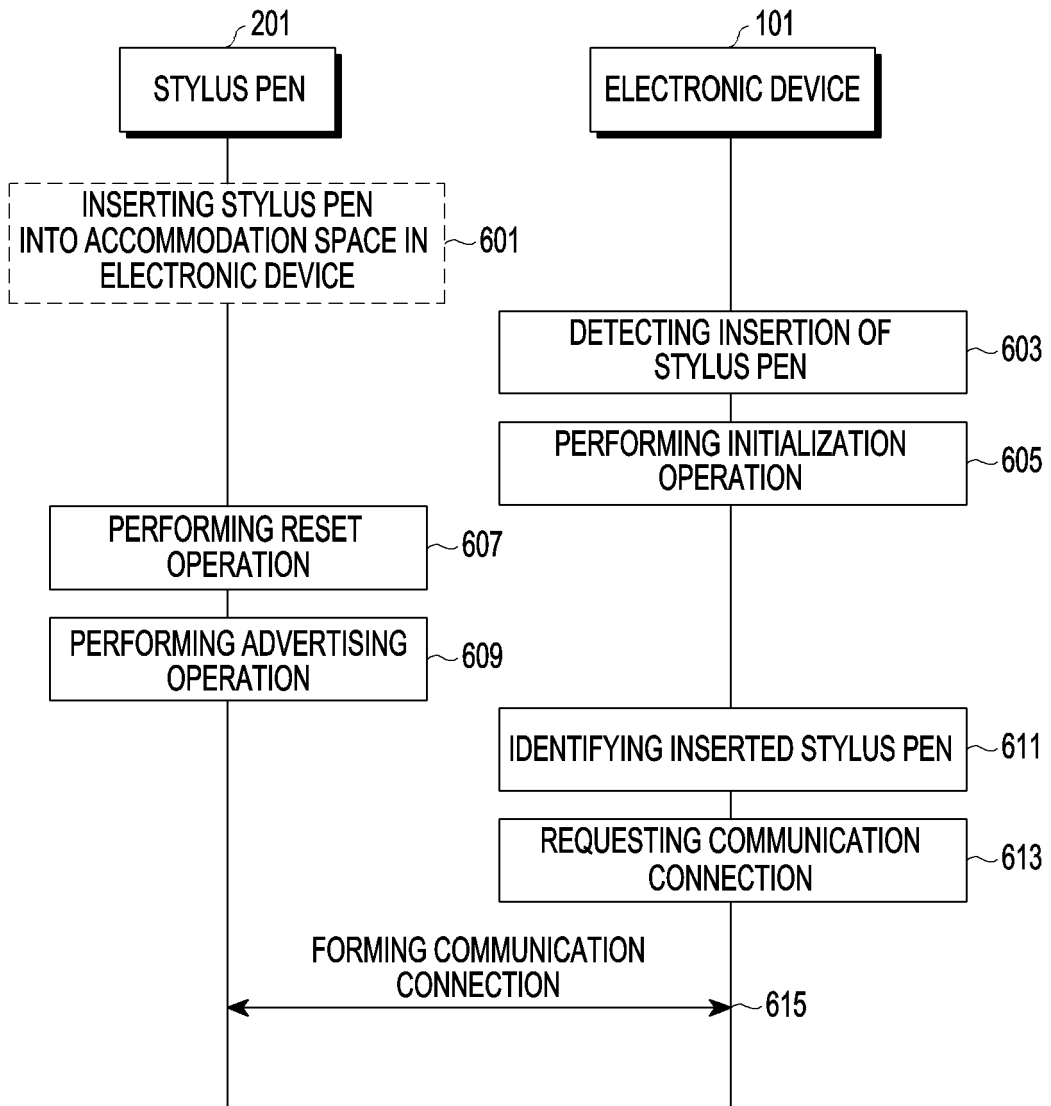 201
101
STYLUS PEN
ELECTRONIC DEVICE
INSERTING STYLUS PEN
INTO ACCOMMODATION SPACE IN
ELECTRONIC DEVICE
601
DETECTING INSERTION OF
STYLUS PEN
603
PERFORMING INITIALIZATION
OPERATION
605
PERFORMING RESET
OPERATION
607
PERFORMING ADVERTISING
OPERATION
609
IDENTIFYING INSERTED STYLUS PEN
611
REQUESTING COMMUNICATION
CONNECTION
613
FORMING COMMUNICATION
CONNECTION
615